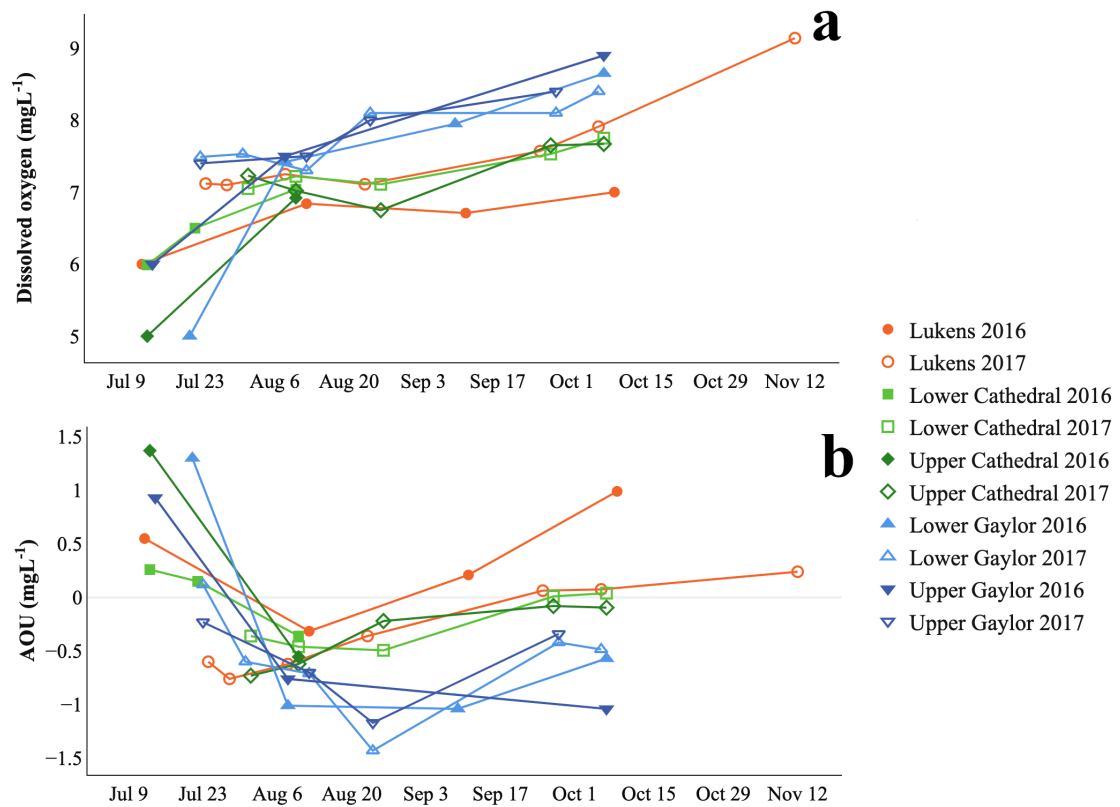 a
9
8
7
6
5
Dissolved oxygen (mgL-1)
Jul 9 Jul 23 Aug 6 Aug 20 Sep 3 Sep 17 Oct 1 Oct 15 Oct 29 Nov 12
Lukens 2016
Lukens 2017
Lower Cathedral 2016
Lower Cathedral 2017
Upper Cathedral 2016
Upper Cathedral 2017
Lower Gaylor 2016
Lower Gaylor 2017
Upper Gaylor 2016
Upper Gaylor 2017
b
1.5
1
0.5
0
−0.5
−1
−1.5
AOU (mgL-1)
Jul 9 Jul 23 Aug 6 Aug 20 Sep 3 Sep 17 Oct 1 Oct 15 Oct 29 Nov 12